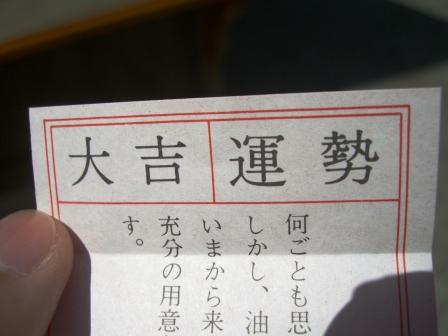 運勢
大吉
何ごとも思
しかし、油
いまから来
充分の用意
す。